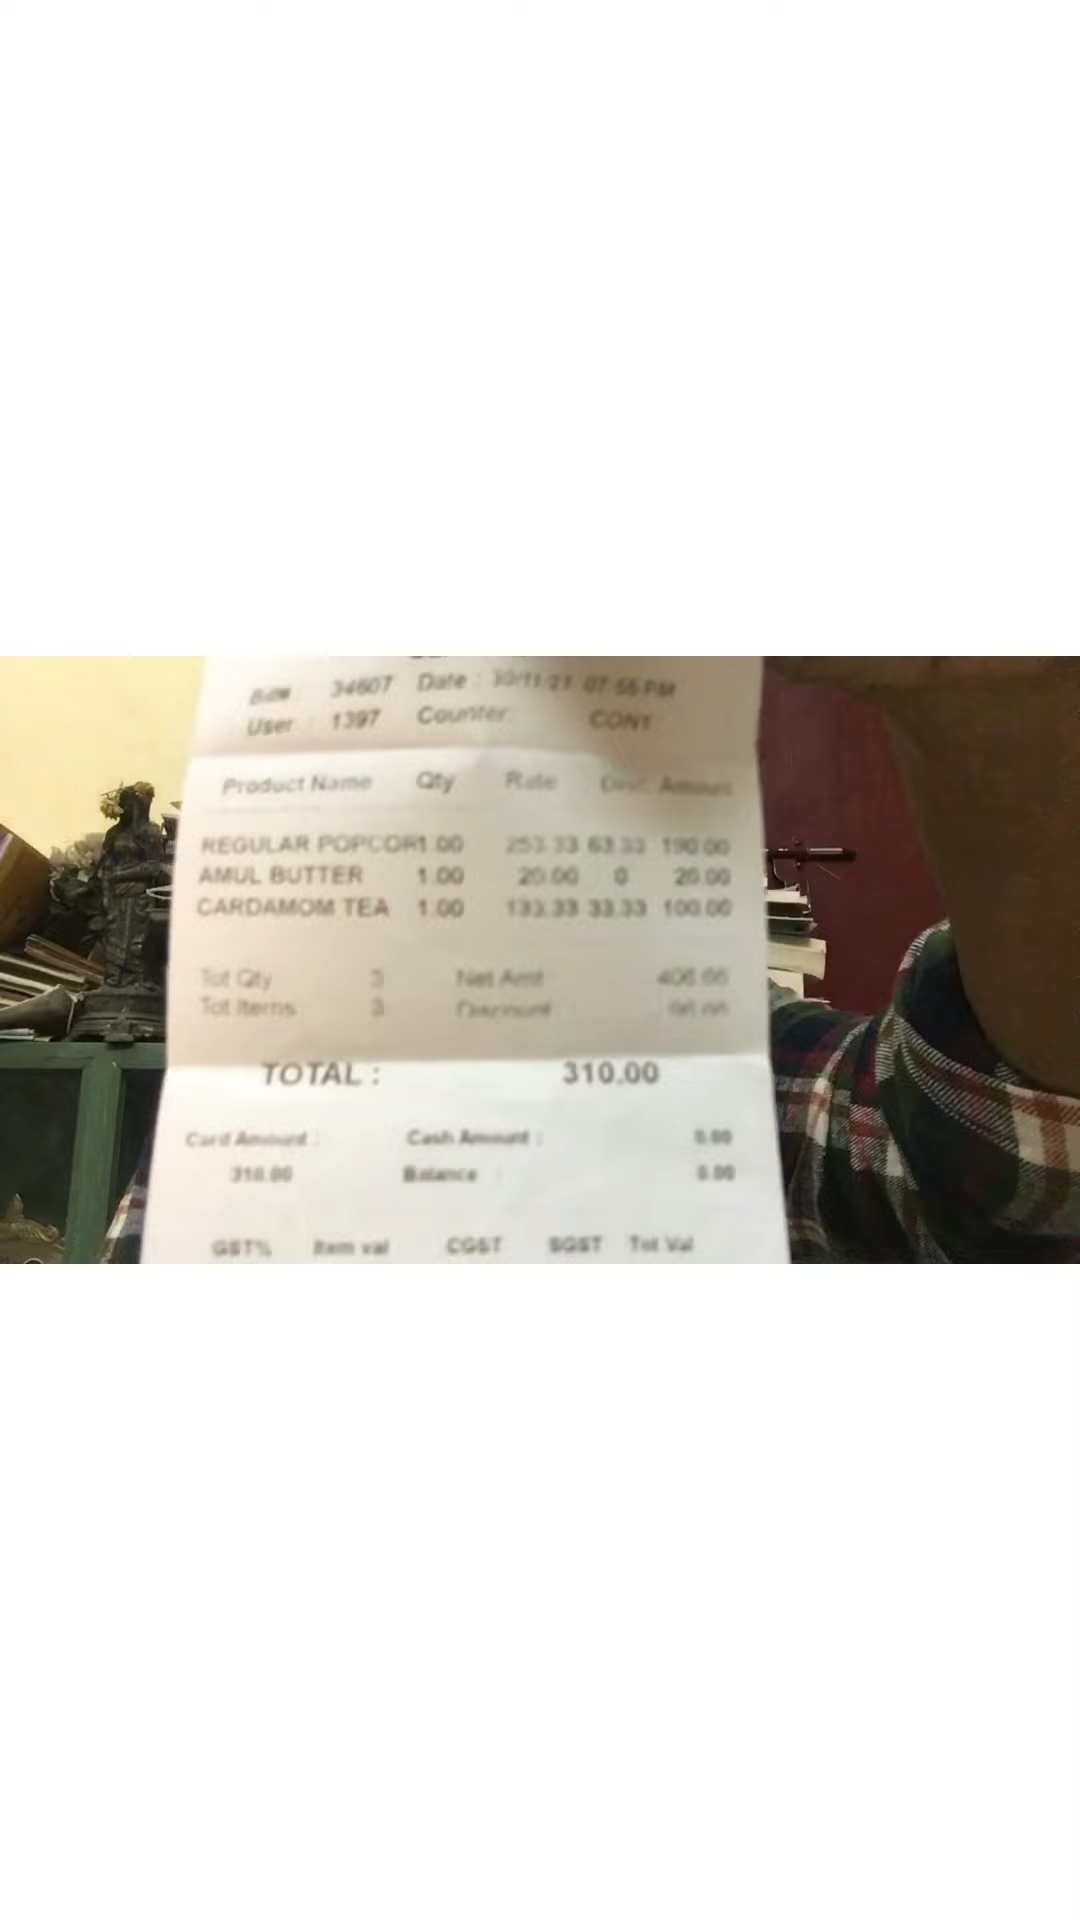 Bill# : 34607 Date : 30/11/21 07:55 PM
User : 1397 Counter: CONT
Product Name Qty Rate Disc. Amount
REGULAR POPCOR1.00 253.33 63.33 190.00
AMUL BUTTER 1.00 20.00 0 20.00
CARDAMOM TEA 1.00 133.33 33.33 100.00
Tot Qty 3 Net Amt 406.66
Tot Items 3 Discount
TOTAL : 310.00
Card Amount : Cash Amount : 0.00
310.00 Balance : 0.00
GST% Item val CGST SGST Tot Val